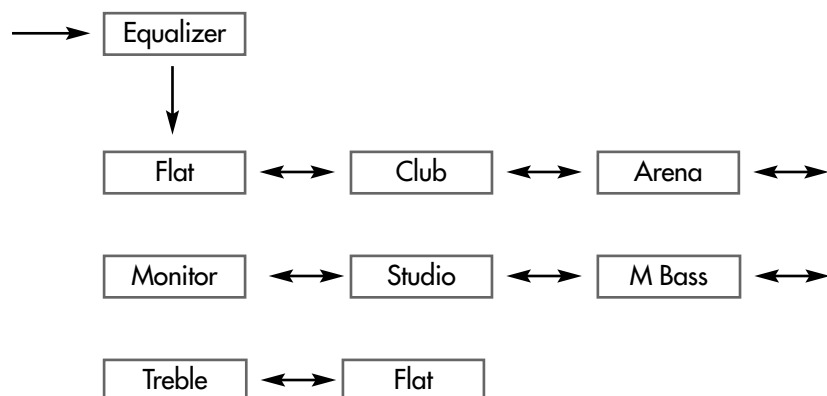 Equalizer
Flat Club Arena
Monitor Studio M Bass
Treble Flat